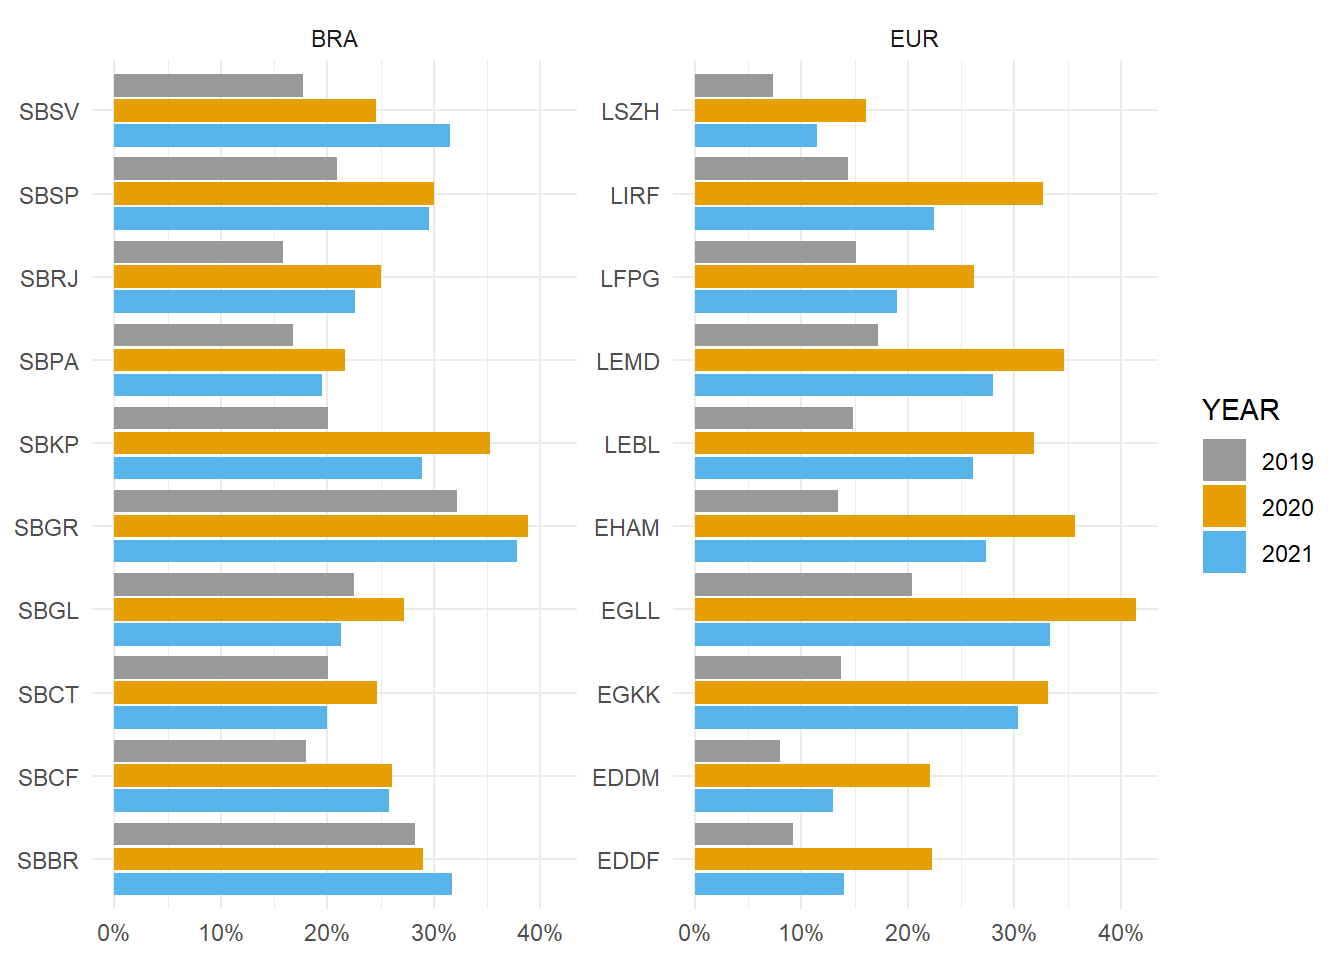 BRA
SBSV
SBSP
SBRJ
SBPA
SBKP
SBGR
SBGL
SBCT
SBCF
SBBR
0% 10% 20% 30% 40%
EUR
LSZH
LIRF
LFPG
LEMD
LEBL
EHAM
EGLL
EGKK
EDDM
EDDF
0% 10% 20% 30% 40%
YEAR
2019
2020
2021